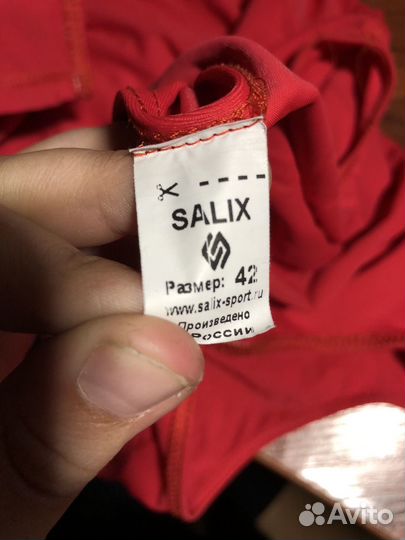 SALIX
Размер: 42
www.salix-sport.ru
Произведено
России
Avito